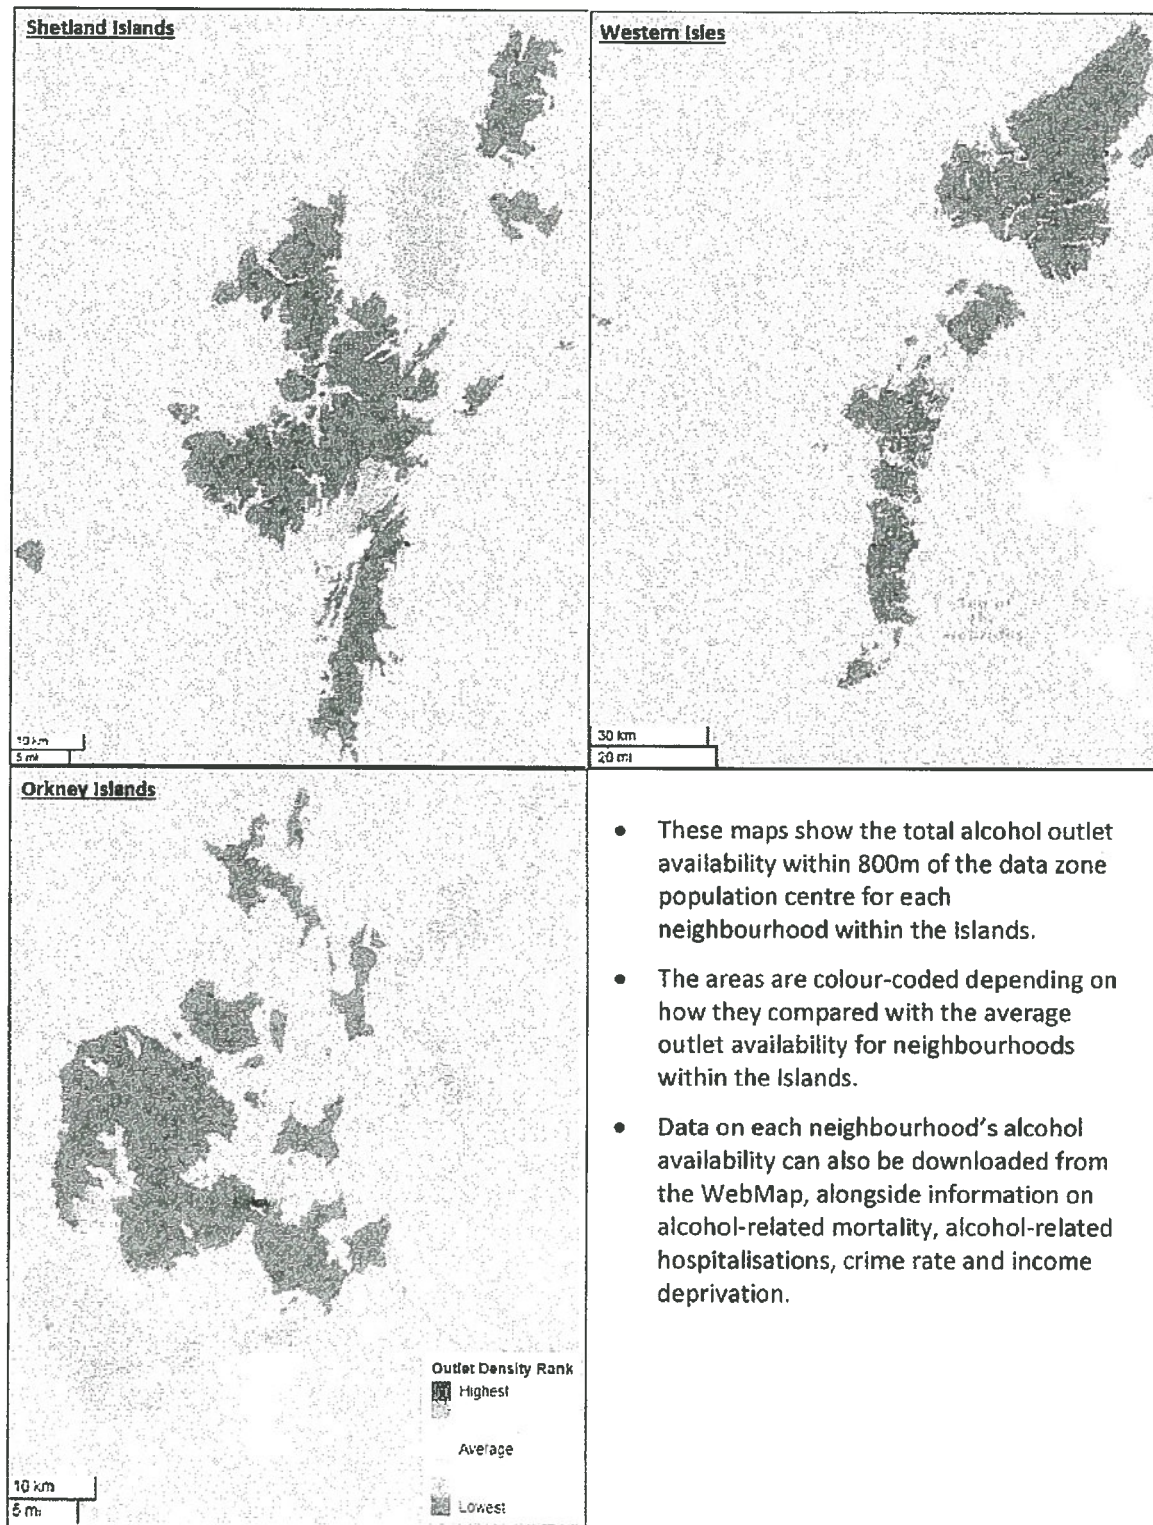 Shetland Islands
10 km
5 mi
Western Isles
30 km
20 mi
Orkney Islands
Outlet Density Rank
Highest
Average
Lowest
10 km
5 mi
• These maps show the total alcohol outlet
availability within 800m of the data zone
population centre for each
neighbourhood within the Islands.
• The areas are colour-coded depending on
how they compared with the average
outlet availability for neighbourhoods
within the Islands.
• Data on each neighbourhood's alcohol
availability can also be downloaded from
the WebMap, alongside information on
alcohol-related mortality, alcohol-related
hospitalisations, crime rate and income
deprivation.